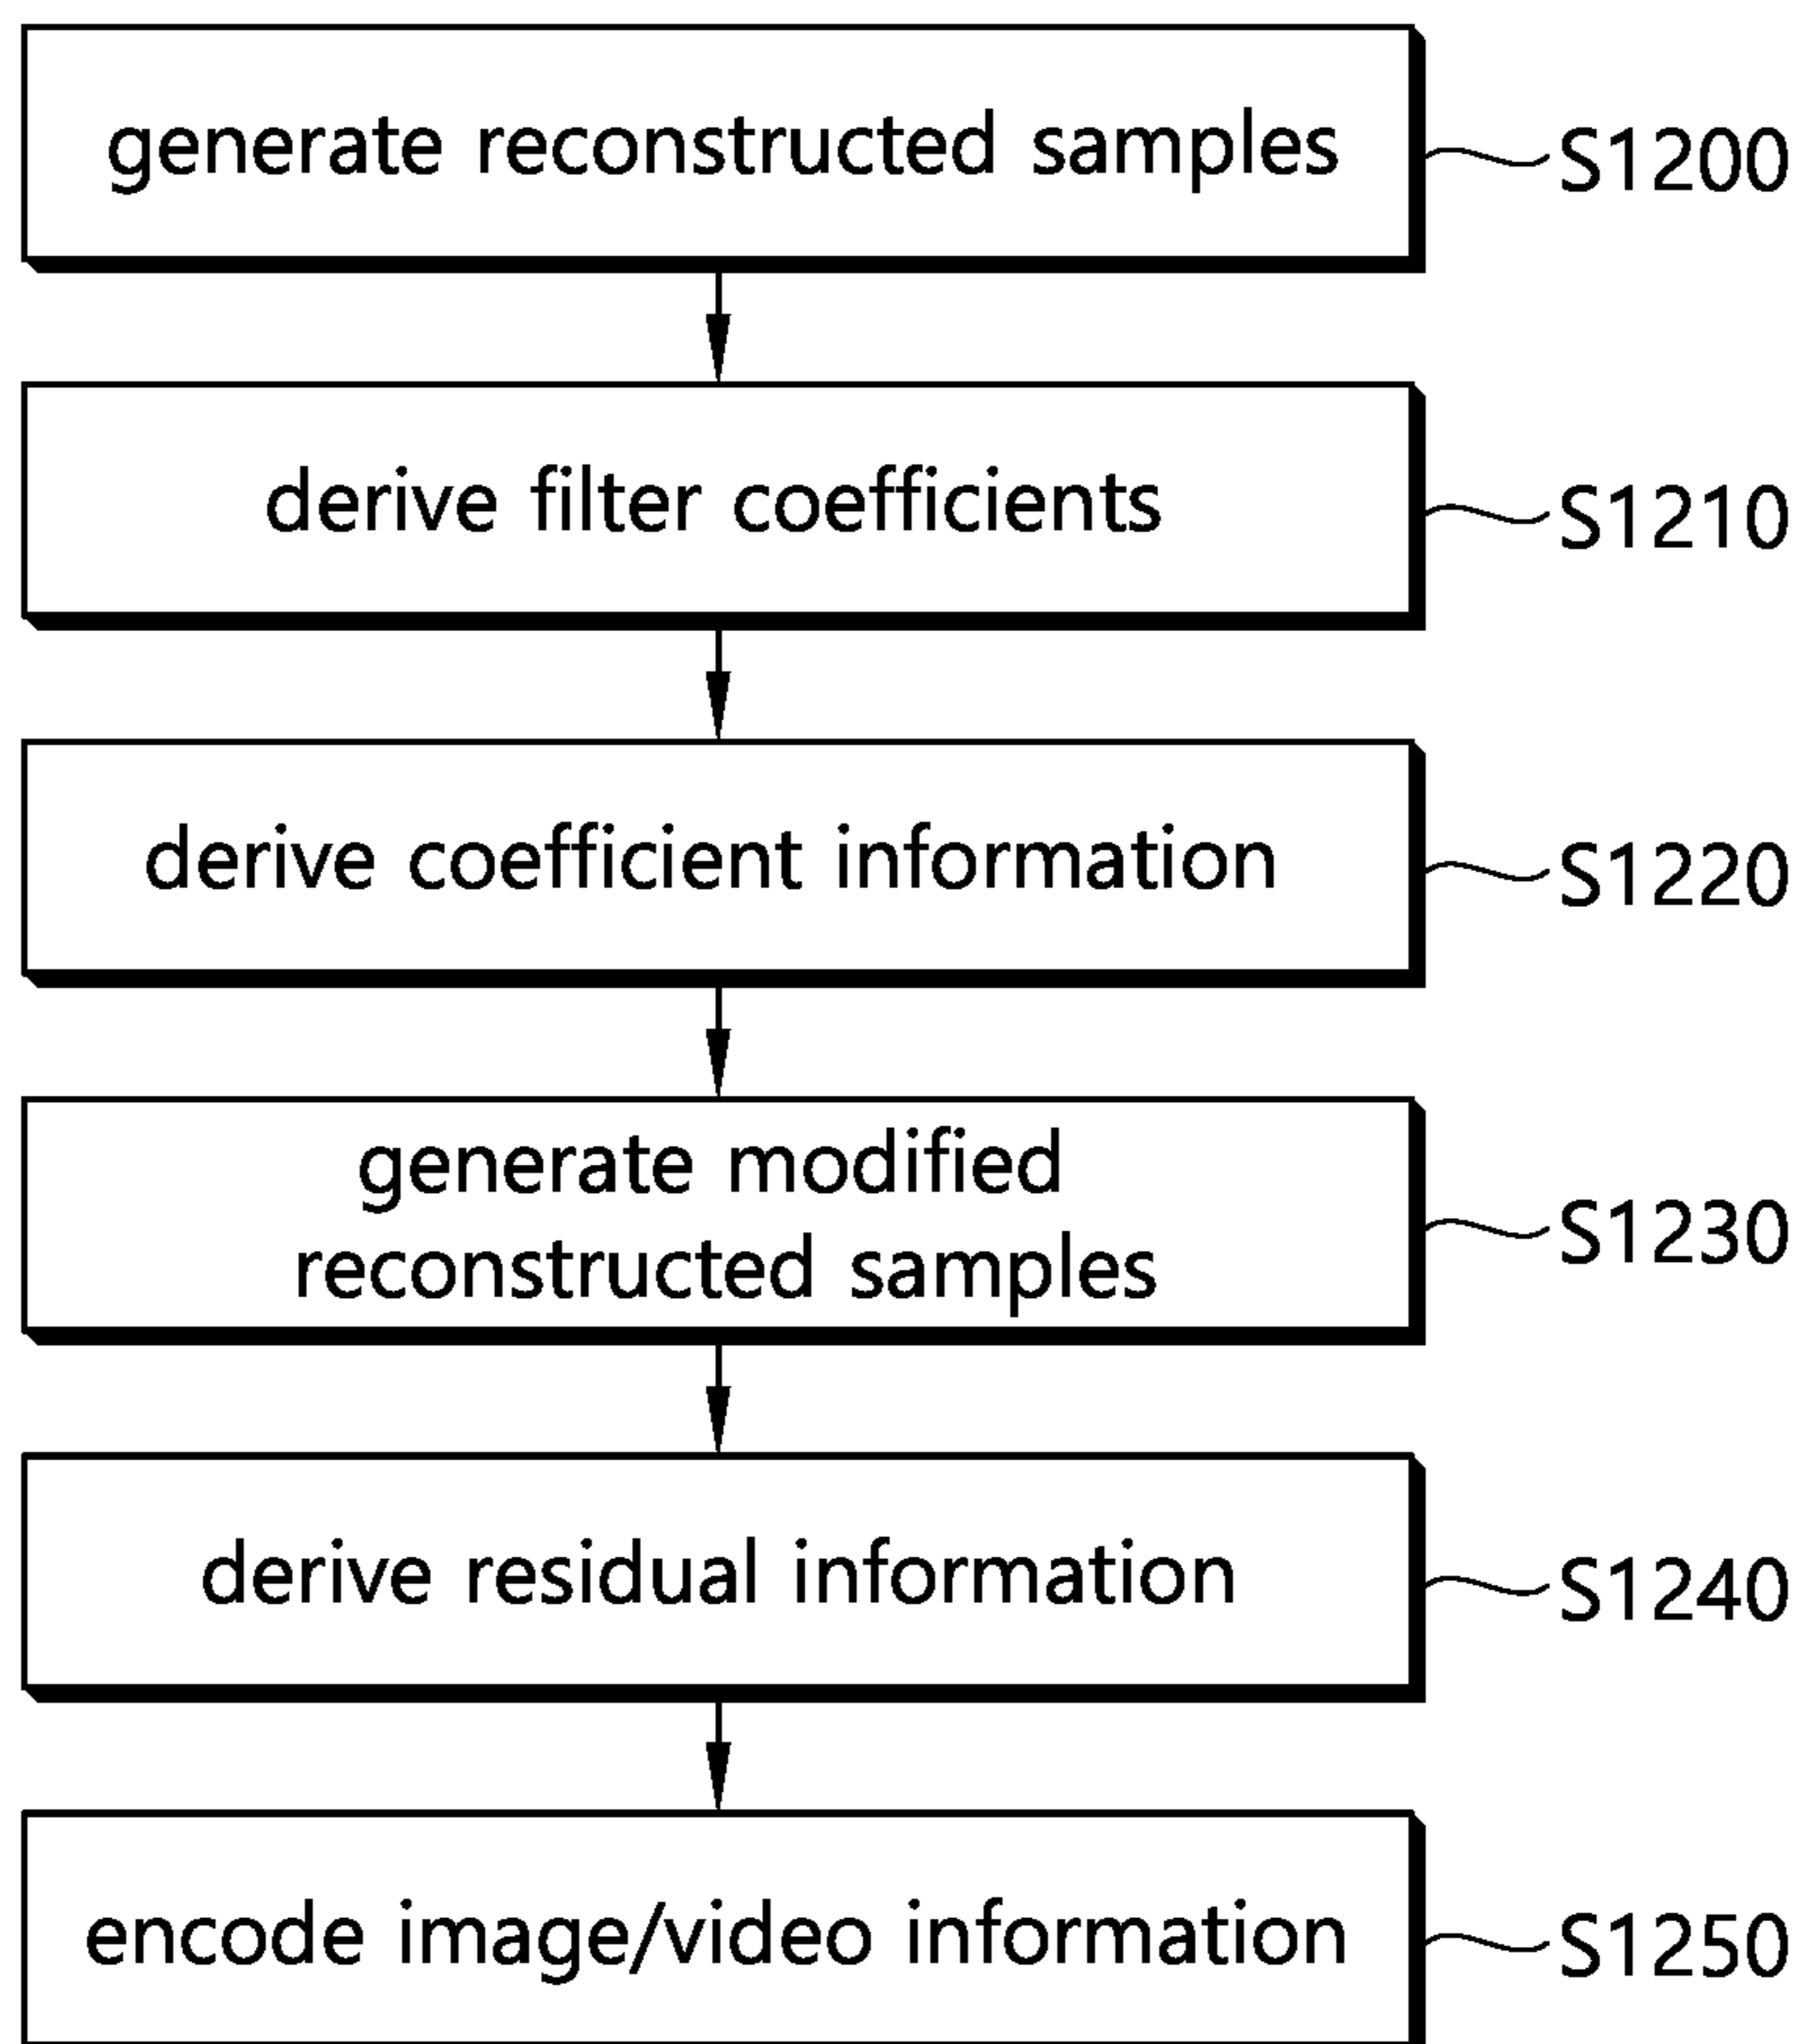 generate reconstructed samples
S1200
derive filter coefficients
S1210
derive coefficient information
S1220
generate modified
reconstructed samples
S1230
derive residual information
S1240
encode image/video information
S1250